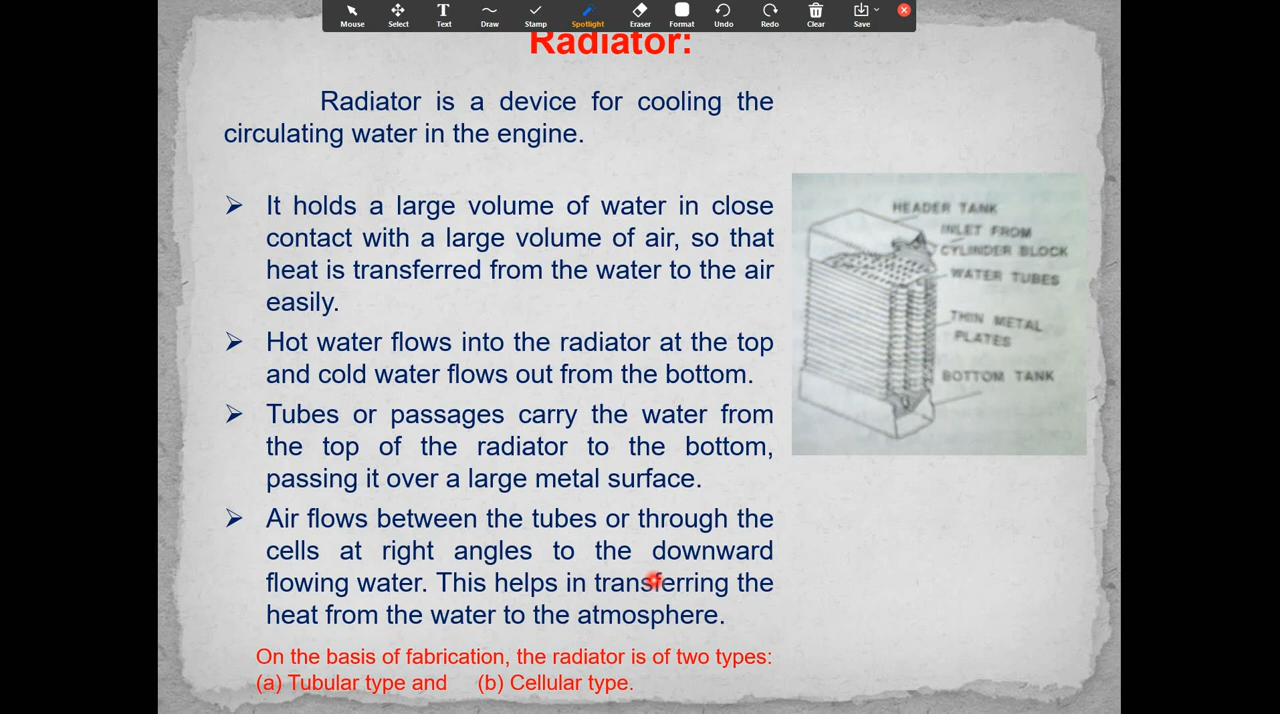 Mouse Select Text Draw Stamp Spotlight Eraser Format Undo Redo Clear Save
Radiator:
Radiator is a device for cooling the
circulating water in the engine.
It holds a large volume of water in close
contact with a large volume of air, so that
heat is transferred from the water to the air
easily.
Hot water flows into the radiator at the top
and cold water flows out from the bottom.
Tubes or passages carry the water from
the top of the radiator to the bottom,
passing it over a large metal surface.
Air flows between the tubes or through the
cells at right angles to the downward
flowing water. This helps in transferring the
heat from the water to the atmosphere.
On the basis of fabrication, the radiator is of two types:
(a) Tubular type and (b) Cellular type.
HEADER TANK
INLET FROM
CYLINDER BLOCK
WATER TUBES
THIN METAL
PLATES
BOTTOM TANK